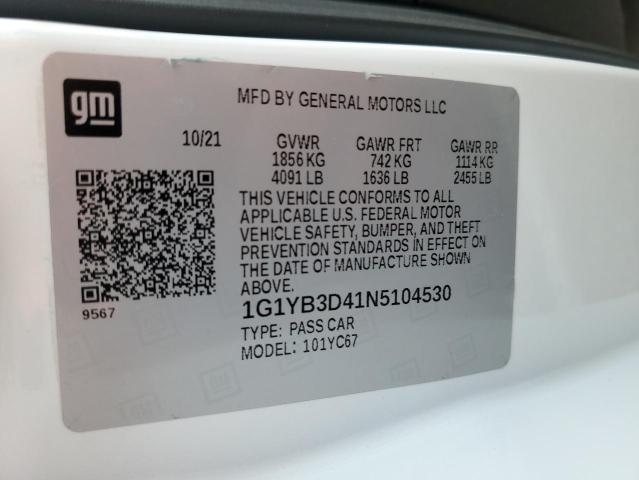 gm
MFD BY GENERAL MOTORS LLC
10/21 GVWR GAWR FRT GAWR RR
1856 KG 742 KG 1114 KG
4091 LB 1636 LB 2455 LB
THIS VEHICLE CONFORMS TO ALL
APPLICABLE U.S. FEDERAL MOTOR
VEHICLE SAFETY, BUMPER, AND THEFT
PREVENTION STANDARDS IN EFFECT ON
THE DATE OF MANUFACTURE SHOWN
ABOVE.
9567
1G1YB3D41N5104530
TYPE: PASS CAR
MODEL: 101YC67